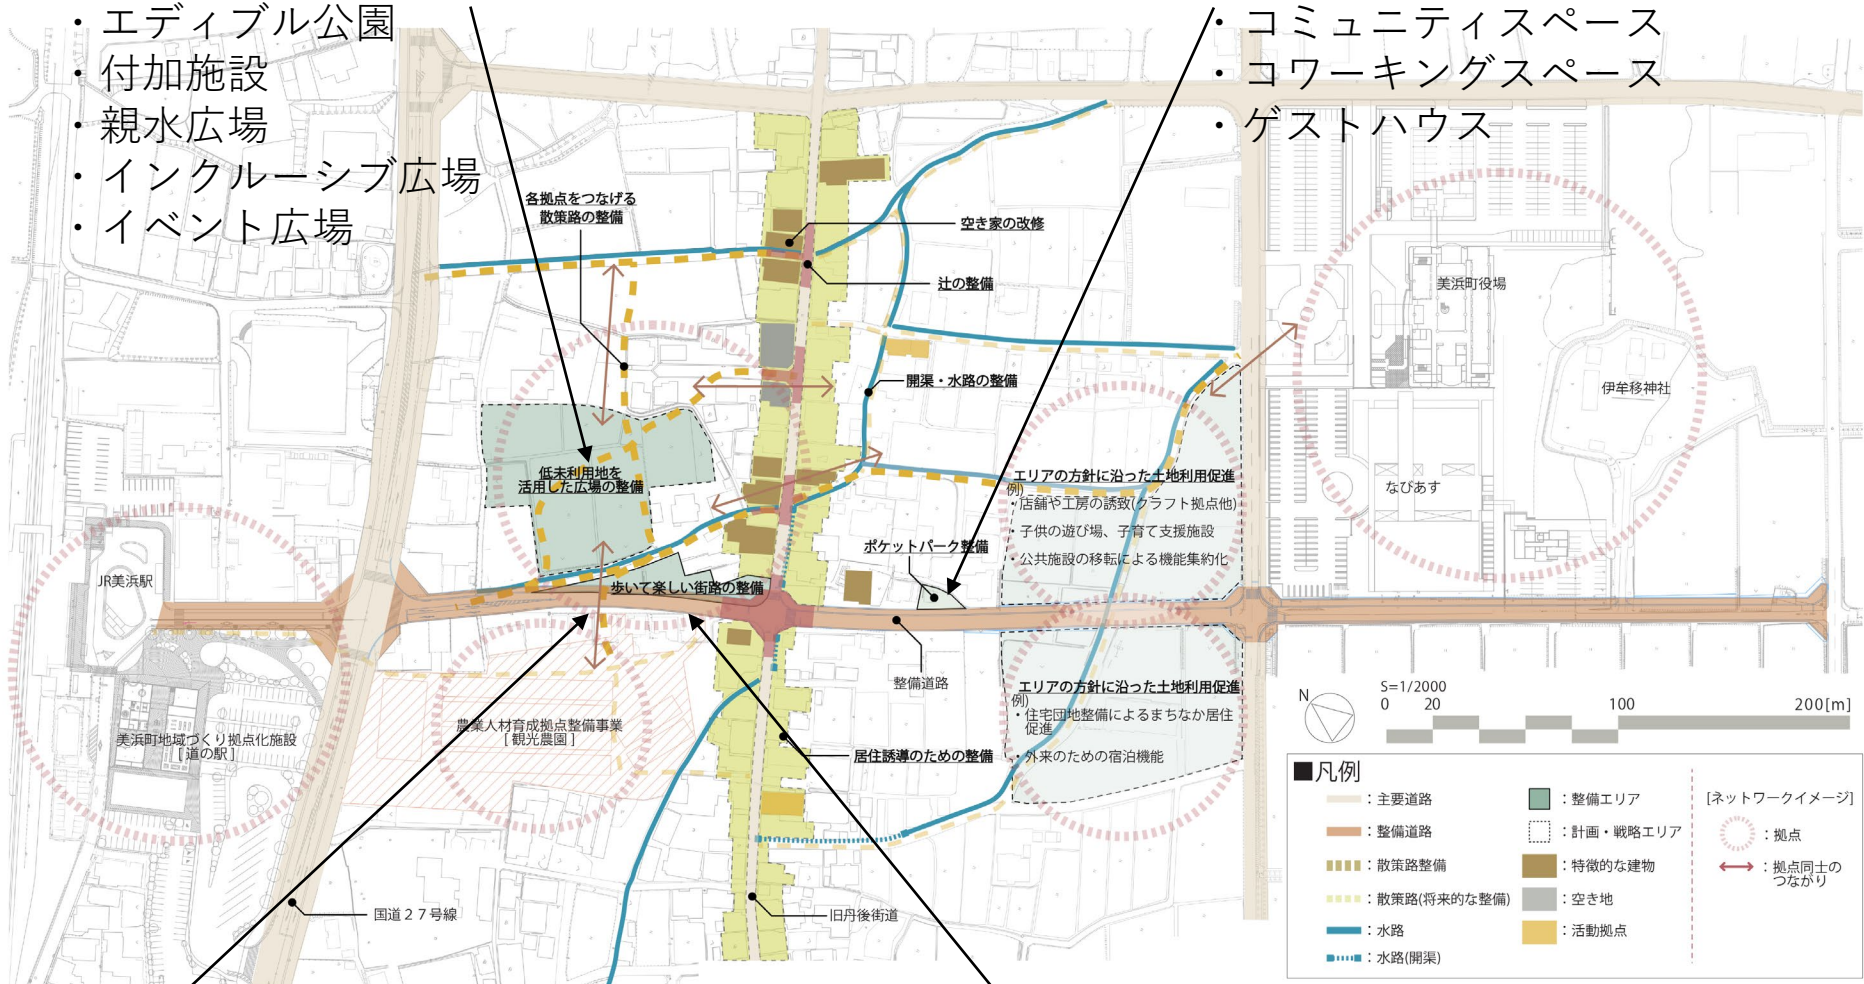 ・エディブル公園
・付加施設
・親水広場
・インクルーシブ広場
・イベント広場
・コミュニティスペース
・コワーキングスペース
・ゲストハウス
各拠点をつなげる
散策路の整備
空き家の改修
辻の整備
開渠・水路の整備
美浜町役場
伊牟移神社
なびあす
低未利用地を
活用した広場の整備
エリアの方針に沿った土地利用促進
例)
・店舗や工房の誘致(クラフト拠点他)
・子供の遊び場、子育て支援施設
・公共施設の移転による機能集約化
ポケットパーク整備
歩いて楽しい街路の整備
JR美浜駅
整備道路
美浜町地域づくり拠点化施設
[道の駅]
農業人材育成拠点整備事業
[観光農園]
エリアの方針に沿った土地利用促進
例)
・住宅団地整備によるまちなか居住
促進
・外来のための宿泊機能
居住誘導のための整備
国道27号線
旧丹後街道
N
S=1/2000
0 20 100 200[m]
■凡例
:主要道路
:整備道路
:散策路整備
:散策路(将来的な整備)
:水路
:水路(開渠)
:整備エリア
:計画・戦略エリア
:特徴的な建物
:空き地
:活動拠点
[ネットワークイメージ]
:拠点
:拠点同士の
つながり